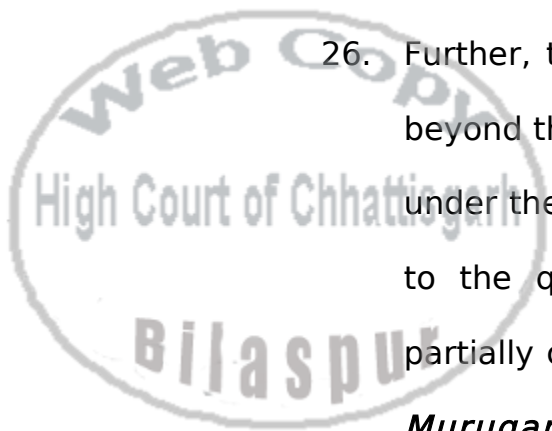 Web Copy
High Court of Chhattisgarh
Bilaspur
26. Further, t
beyond th
under the
to the q
partially c
Murugan